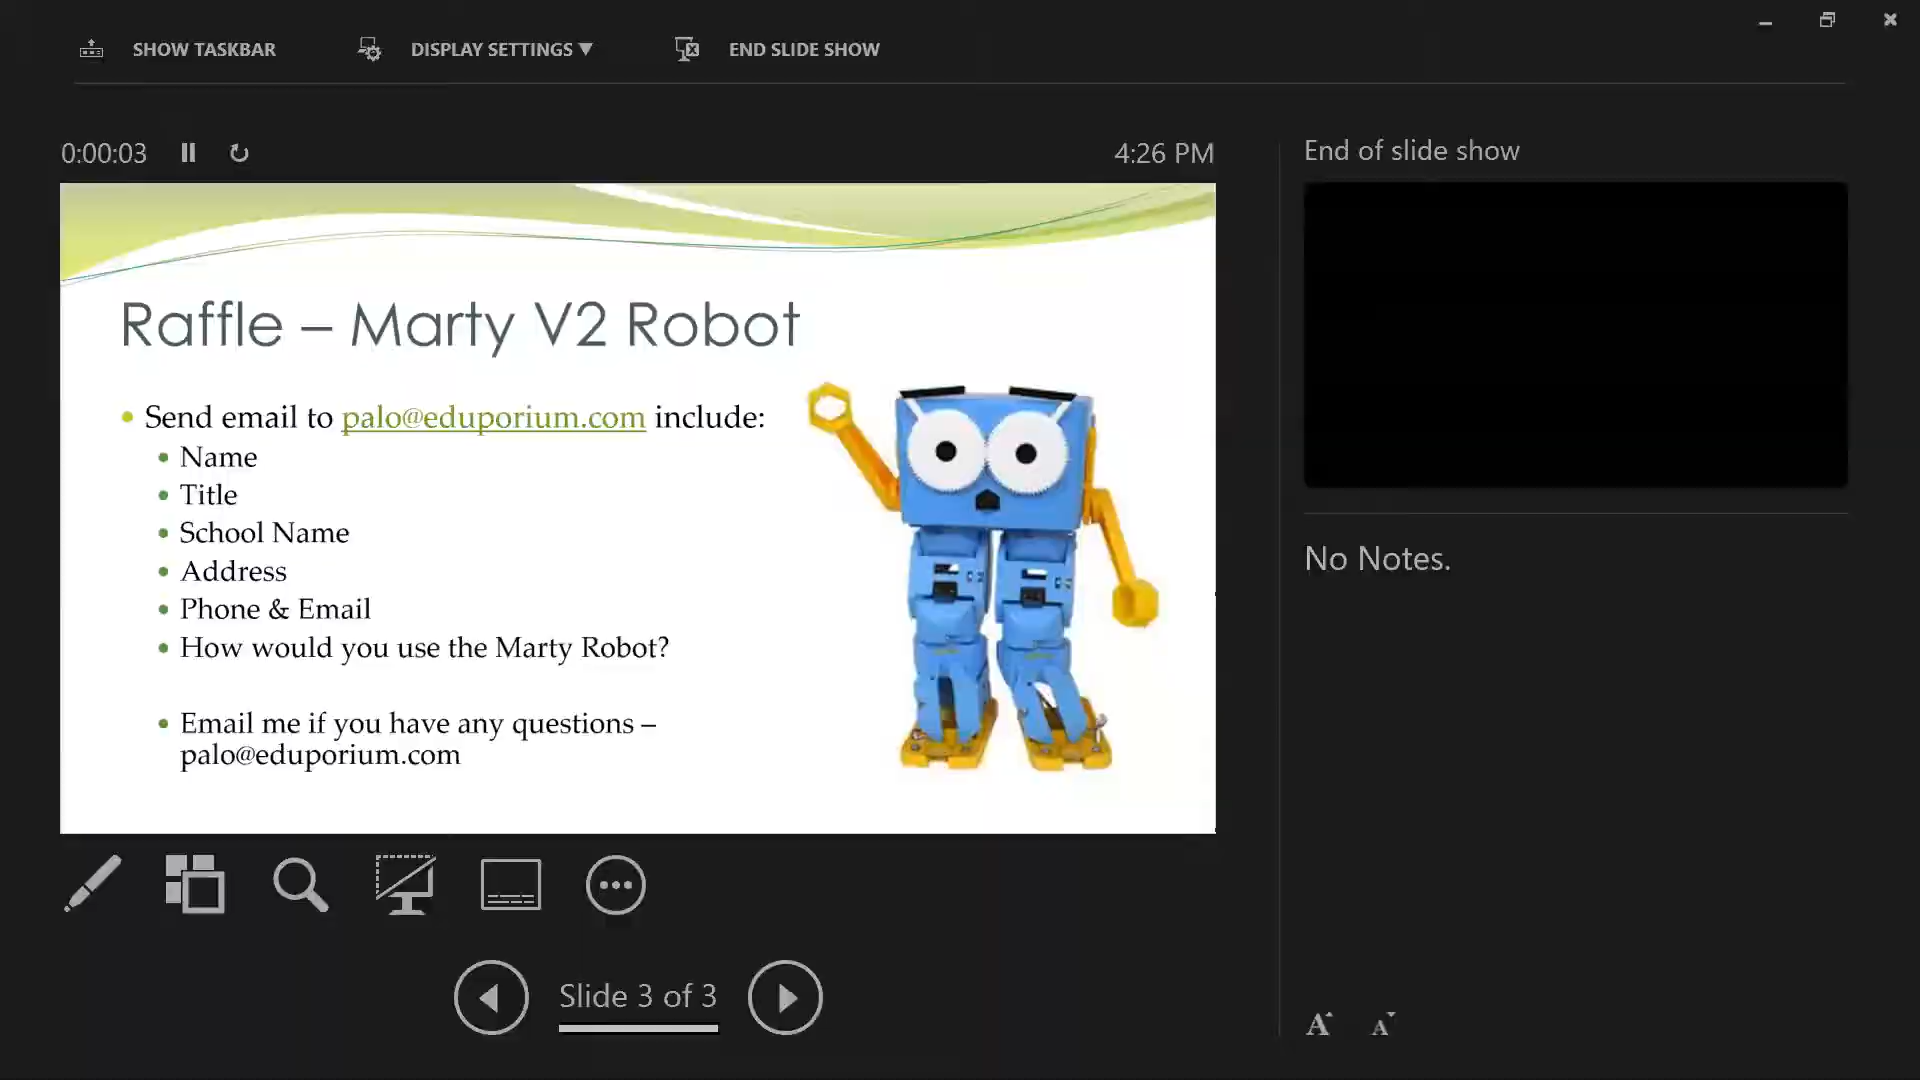 SHOW TASKBAR
DISPLAY SETTINGS ▼
END SLIDE SHOW
0:00:03
4:26 PM
End of slide show
Raffle – Marty V2 Robot
• Send email to palo@eduporium.com include:
• Name
• Title
• School Name
• Address
• Phone & Email
• How would you use the Marty Robot?
• Email me if you have any questions –
palo@eduporium.com
No Notes.
Slide 3 of 3
A
A